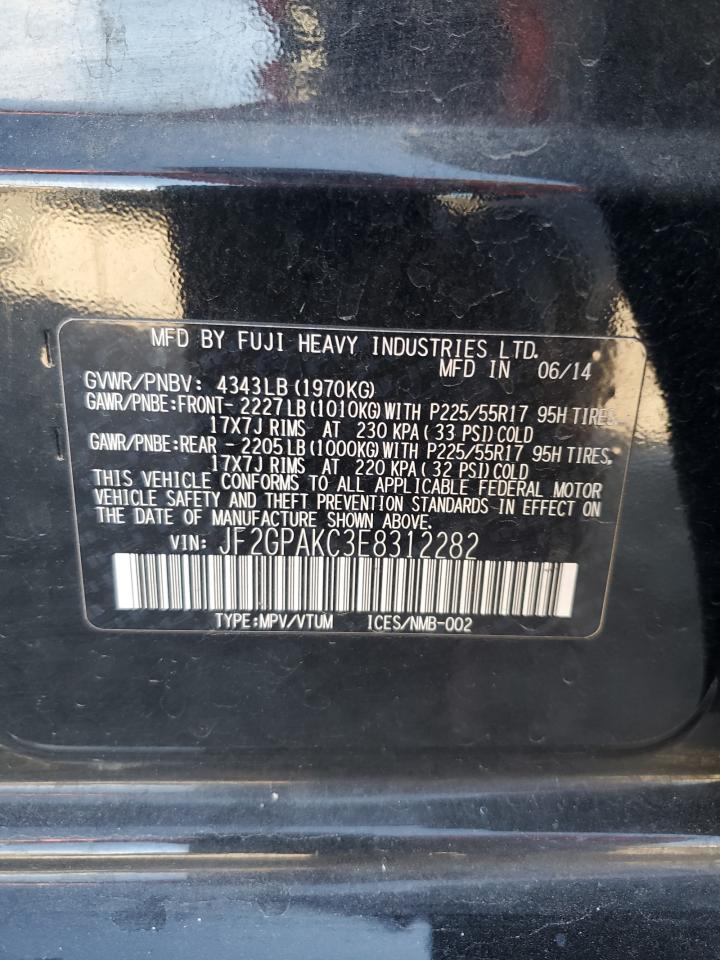 MFD BY FUJI HEAVY INDUSTRIES LTD.
MFD IN 06/14
GVWR/PNBV: 4343LB (1970KG)
GAWR/PNBE:FRONT- 2227LB (1010KG) WITH P225/55R17 95H TIRES,
17X7J RIMS AT 230 KPA ( 33 PSI) COLD
GAWR/PNBE:REAR - 2205LB (1000KG) WITH P225/55R17 95H TIRES,
17X7J RIMS AT 220 KPA ( 32 PSI) COLD
THIS VEHICLE CONFORMS TO ALL APPLICABLE FEDERAL MOTOR
VEHICLE SAFETY AND THEFT PREVENTION STANDARDS IN EFFECT ON
THE DATE OF MANUFACTURE SHOWN ABOVE.
VIN: JF2GPAKC3E8312282
TYPE:MPV/VTUM ICES/NMB-002